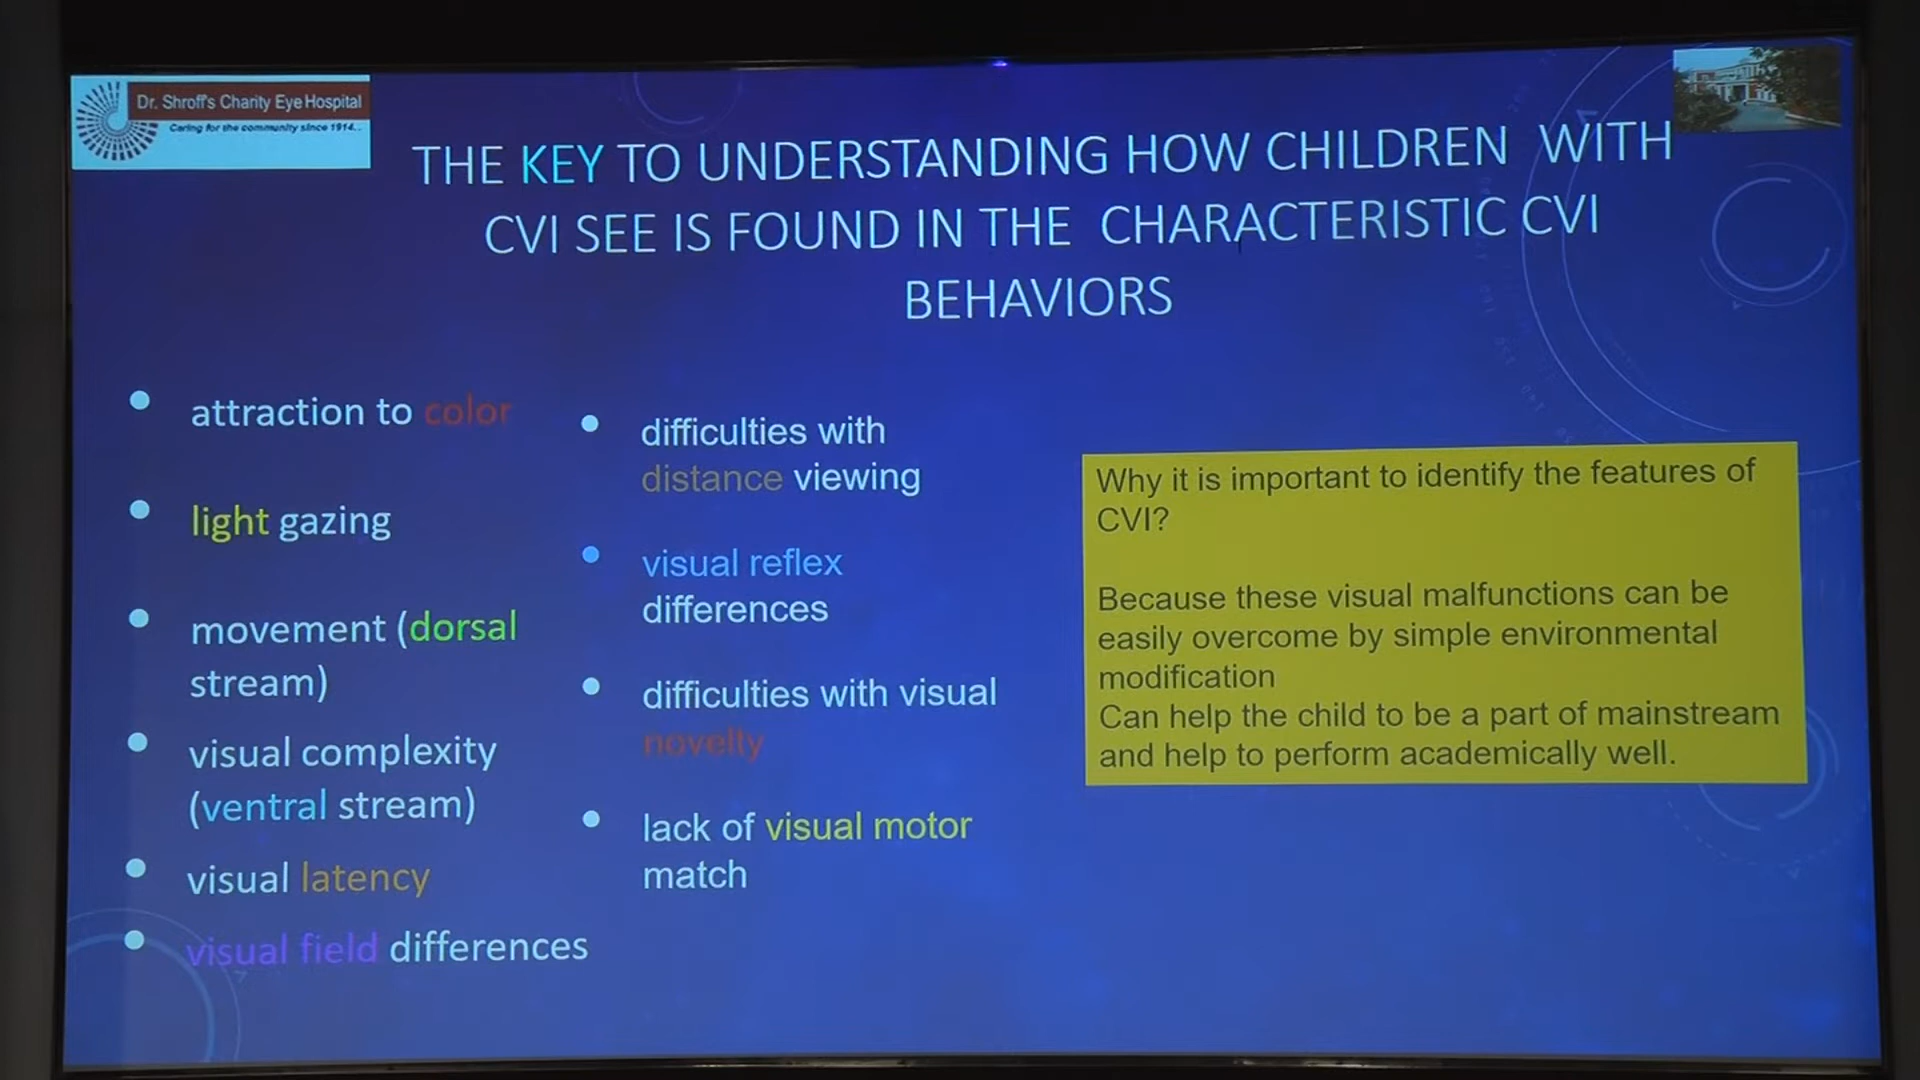 Dr. Shroff's Charity Eye Hospital
Caring for the community since 1914..
THE KEY TO UNDERSTANDING HOW CHILDREN WITH
CVI SEE IS FOUND IN THE CHARACTERISTIC CVI
BEHAVIORS
• attraction to color
• light gazing
• movement (dorsal
stream)
• visual complexity
(ventral stream)
• visual latency
• visual field differences
• difficulties with
distance viewing
• visual reflex
differences
• difficulties with visual
novelty
• lack of visual motor
match
Why it is important to identify the features of
CVI?
Because these visual malfunctions can be
easily overcome by simple environmental
modification
Can help the child to be a part of mainstream
and help to perform academically well.